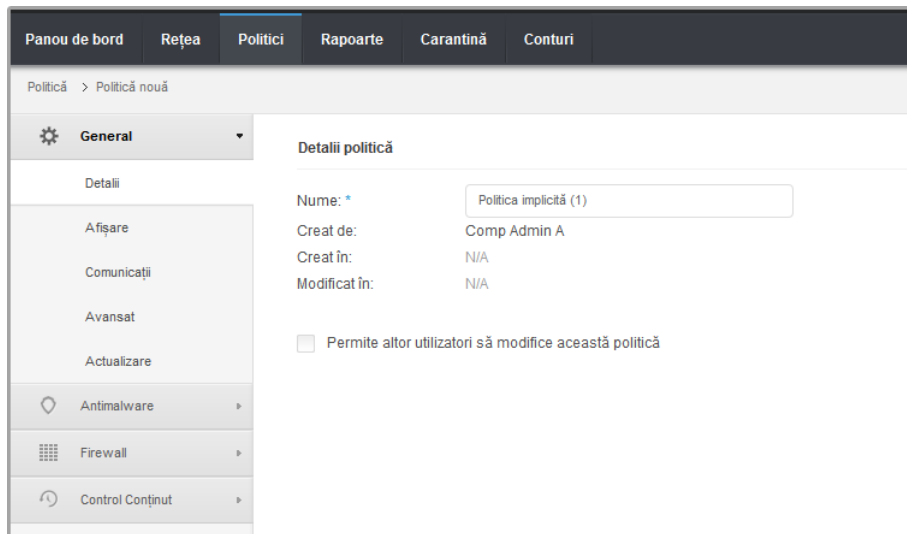 Panou de bord Rețea Politici Rapoarte Carantină Conturi
Politică > Politică nouă
General
Detalii
Afișare
Comunicații
Avansat
Actualizare
Antimalware
Firewall
Control Conținut
Detalii politică
Nume: * Politica implicită (1)
Creat de: Comp Admin A
Creat în: N/A
Modificat în: N/A
Permite altor utilizatori să modifice această politică